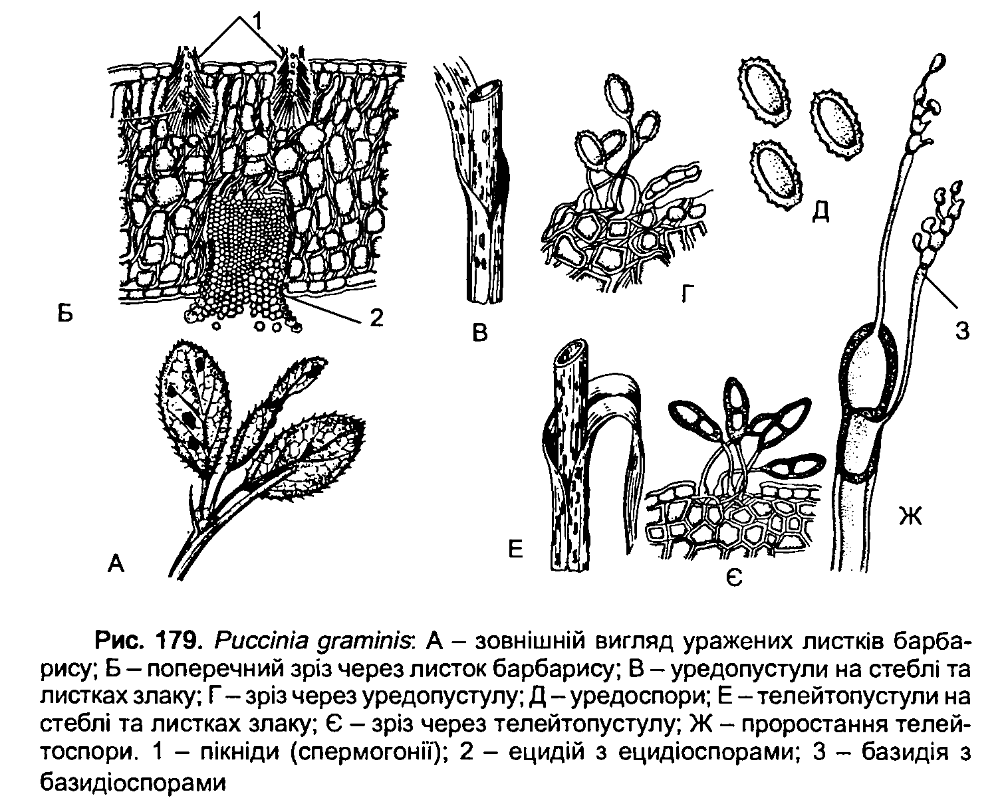 1
Б
2
В
Г
Д
3
А
Е
Є
Ж
Рис. 179. Puccinia graminis: А – зовнішній вигляд уражених листків барба-
рису; Б – поперечний зріз через листок барбарису; В – уредопустули на стеблі та
листках злаку; Г – зріз через уредопустулу; Д – уредоспори; Е – телейтопустули на
стеблі та листках злаку; Є – зріз через телейтопустулу; Ж – проростання телей-
тоспори. 1 – пікніди (спермогонії); 2 – ецидій з ецидіоспорами; 3 – базидія з
базидіоспорами